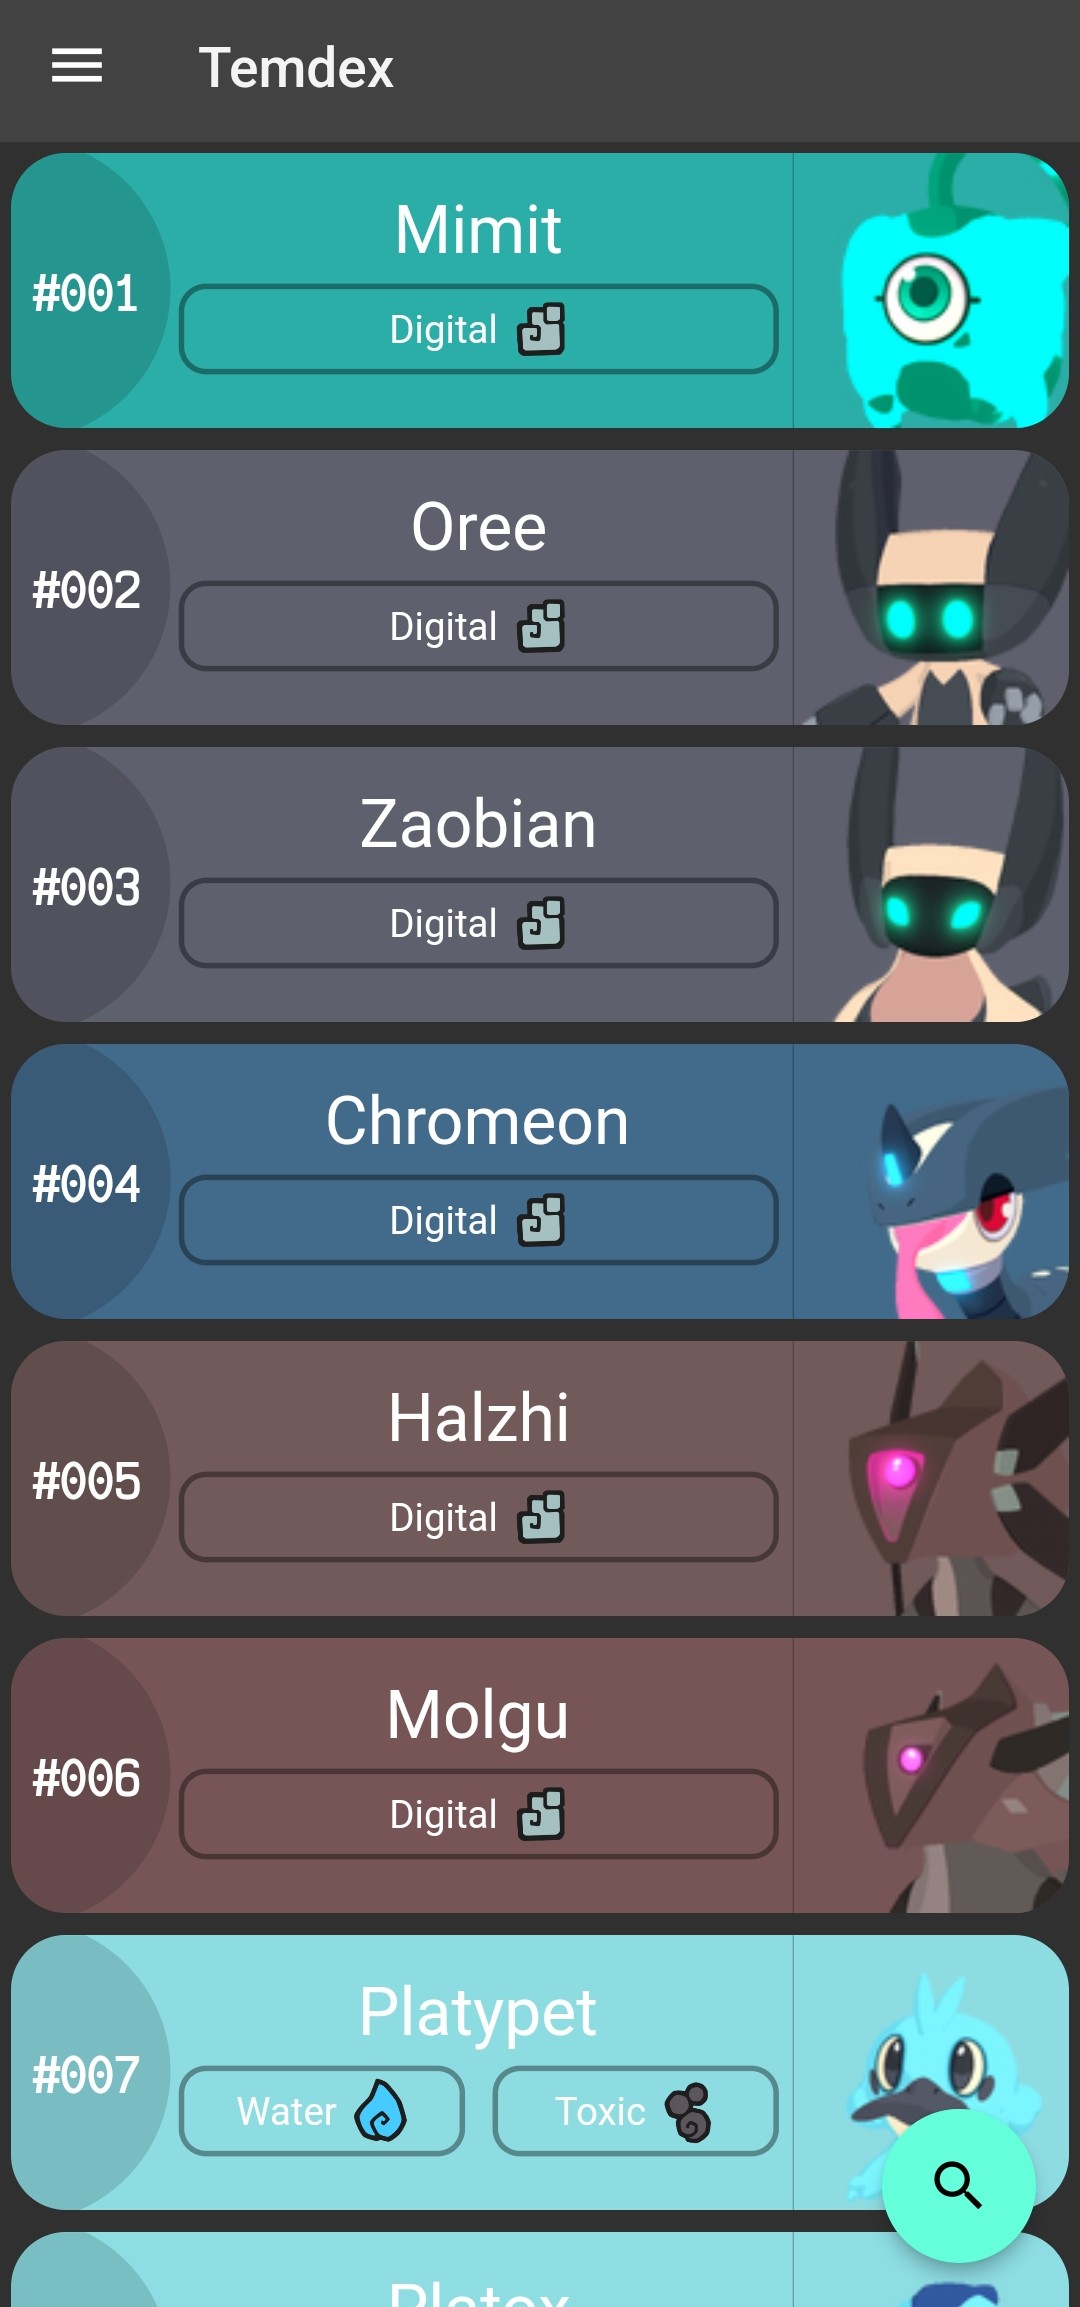 Temdex
#001
Mimit
Digital
#002
Oree
Digital
#003
Zaobian
Digital
#004
Chromeon
Digital
#005
Halzhi
Digital
#006
Molgu
Digital
#007
Platypet
Water Toxic
Platox